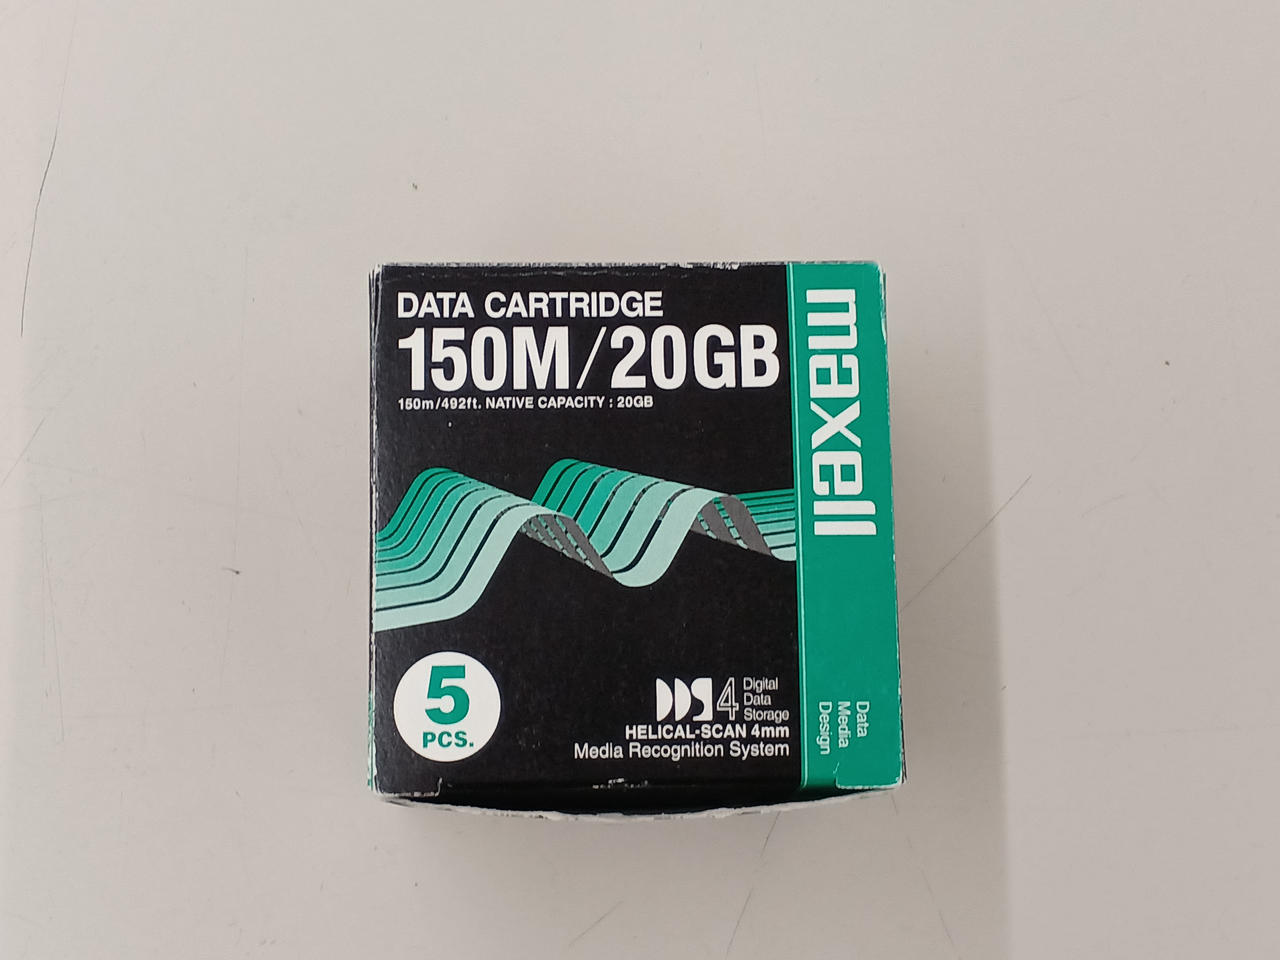 DATA CARTRIDGE
150M/20GB
150m/492ft. NATIVE CAPACITY : 20GB
maxell
5
PCS.
DDS4
Digital
Data
Storage
HELICAL-SCAN 4mm
Media Recognition System
Data
Media
Design